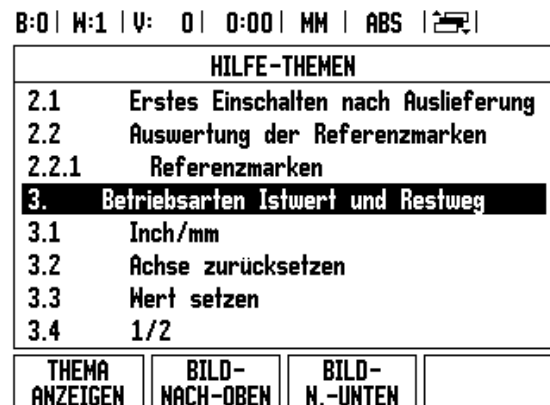 B:0 | W:1 | V: 0 | 0:00 | MM | ABS |
HILFE-THEMEN
2.1 Erstes Einschalten nach Auslieferung
2.2 Auswertung der Referenzmarken
2.2.1 Referenzmarken
3. Betriebsarten Istwert und Restweg
3.1 Inch/mm
3.2 Achse zurücksetzen
3.3 Wert setzen
3.4 1/2
THEMA ANZEIGEN
BILD- NACH-OBEN
BILD- N.-UNTEN